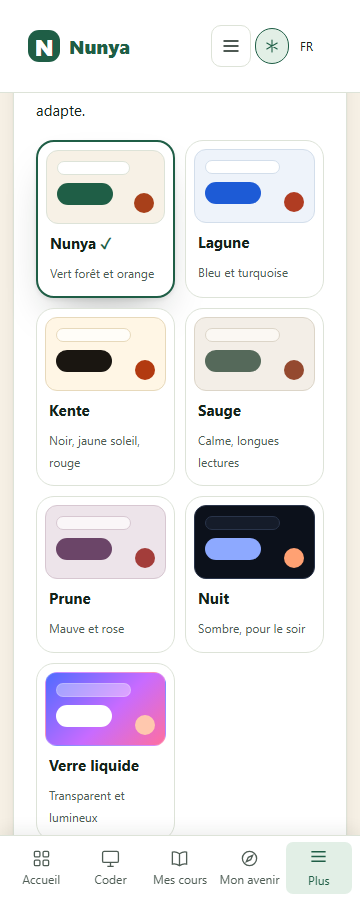 N Nunya
FR
adapte.
Nunya ✓
Vert forêt et orange
Lagune
Bleu et turquoise
Kente
Noir, jaune soleil,
rouge
Sauge
Calme, longues
lectures
Prune
Mauve et rose
Nuit
Sombre, pour le soir
Verre liquide
Transparent et
lumineux
Accueil
Coder
Mes cours
Mon avenir
Plus